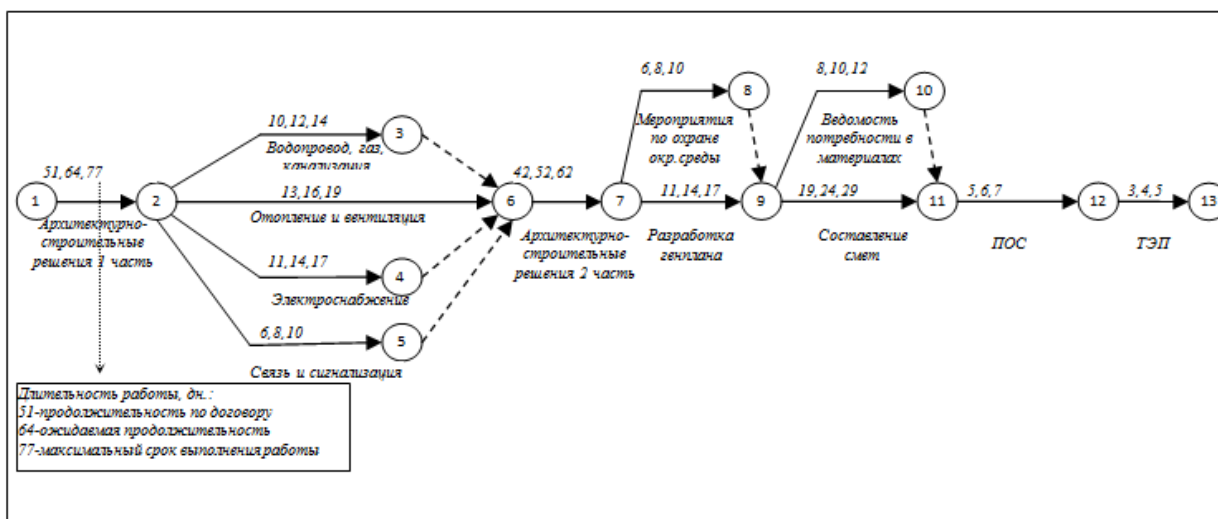 6,8,10
8
8,10,12
10
10,12,14
3
Водопровод, газ,
канализация
Мероприятия
по охране
окр.среды
Ведомость
потребности в
материалах
51,64,77
1
2
13,16,19
6
42,52,62
7
11,14,17
9
19,24,29
11
5,6,7
12
3,4,5
13
Архитектурно-
строительные
решения 1 часть
Отопление и вентиляция
Архитектурно-
строительные
решения 2 часть
Разработка
генплана
Составление
смет
ПОС
ТЭП
11,14,17
4
Электроснабжение
6,8,10
5
Связь и сигнализация
Длительность работы, дн.:
51-продолжительность по договору
64-ожидаемая продолжительность
77-максимальный срок выполнения работы